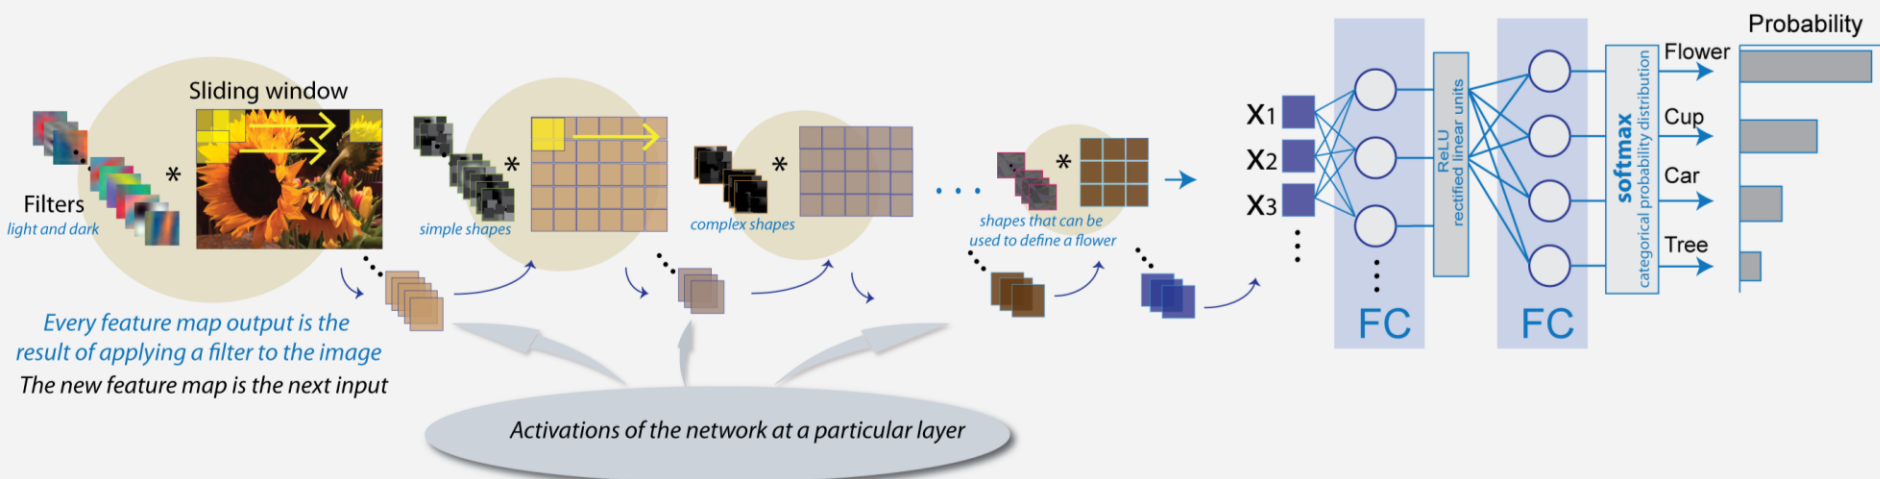 Sliding window
*
Filters
light and dark
*
simple shapes
*
complex shapes
*
shapes that can be
used to define a flower
Every feature map output is the
result of applying a filter to the image
The new feature map is the next input
Activations of the network at a particular layer
X1
X2
X3
FC
ReLU
rectified linear units
FC
softmax
categorical probability distribution
Probability
Flower
Cup
Car
Tree